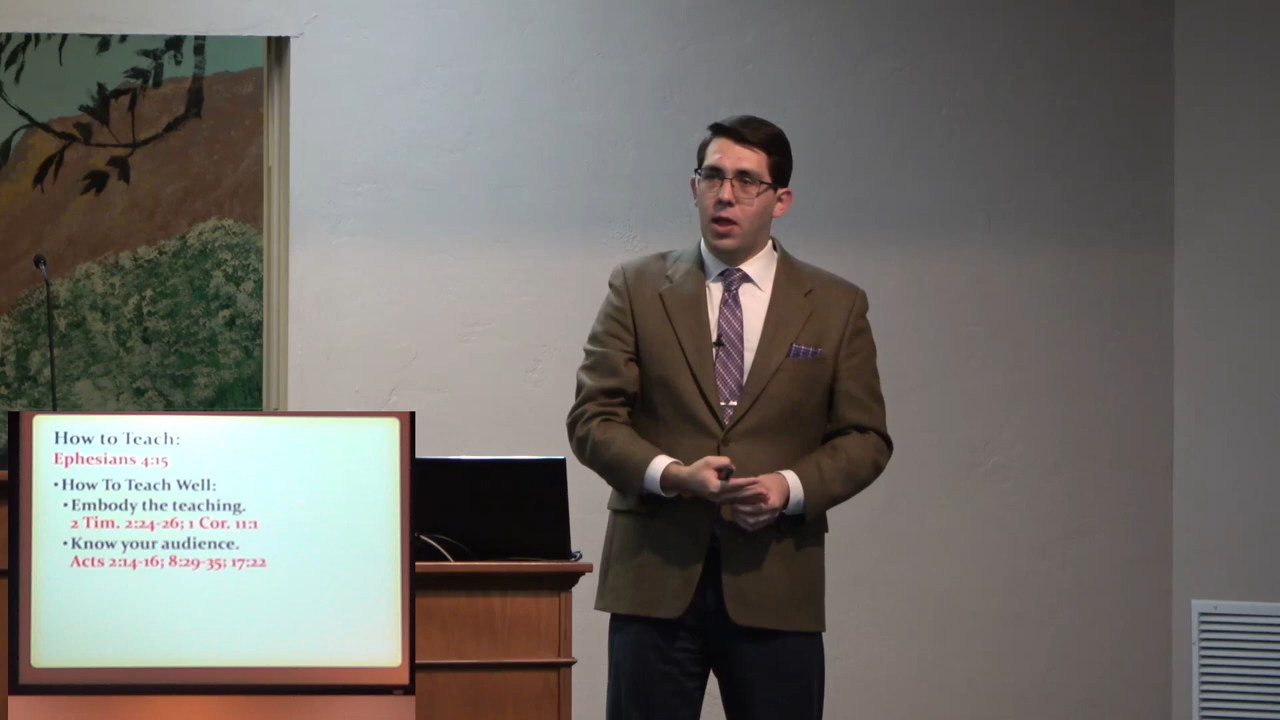 How to Teach:
Ephesians 4:15
•How To Teach Well:
•Embody the teaching.
2 Tim. 2:24-26; 1 Cor. 11:1
•Know your audience.
Acts 2:14-16; 8:29-35; 17:22